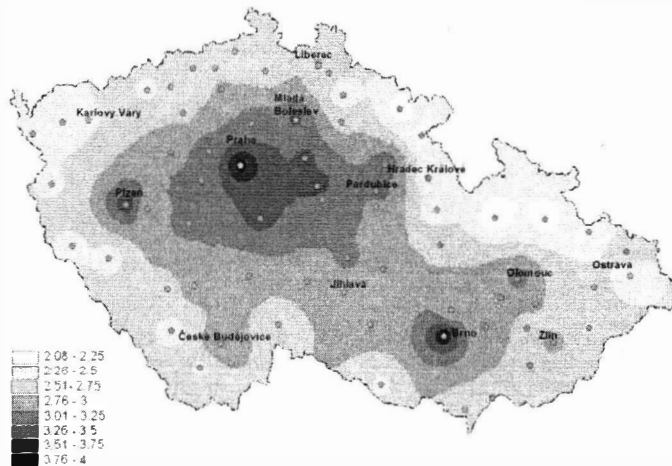 Liberec
Mladá
Boleslav
Karlovy Vary
Praha
Hradec Králové
Plzeň
Pardubice
Olomouc
Ostrava
Jihlava
České Budějovice
Brno
Zlín
2.08 - 2.25
2.26 - 2.5
2.51 - 2.75
2.76 - 3
3.01 - 3.25
3.26 - 3.5
3.51 - 3.75
3.76 - 4